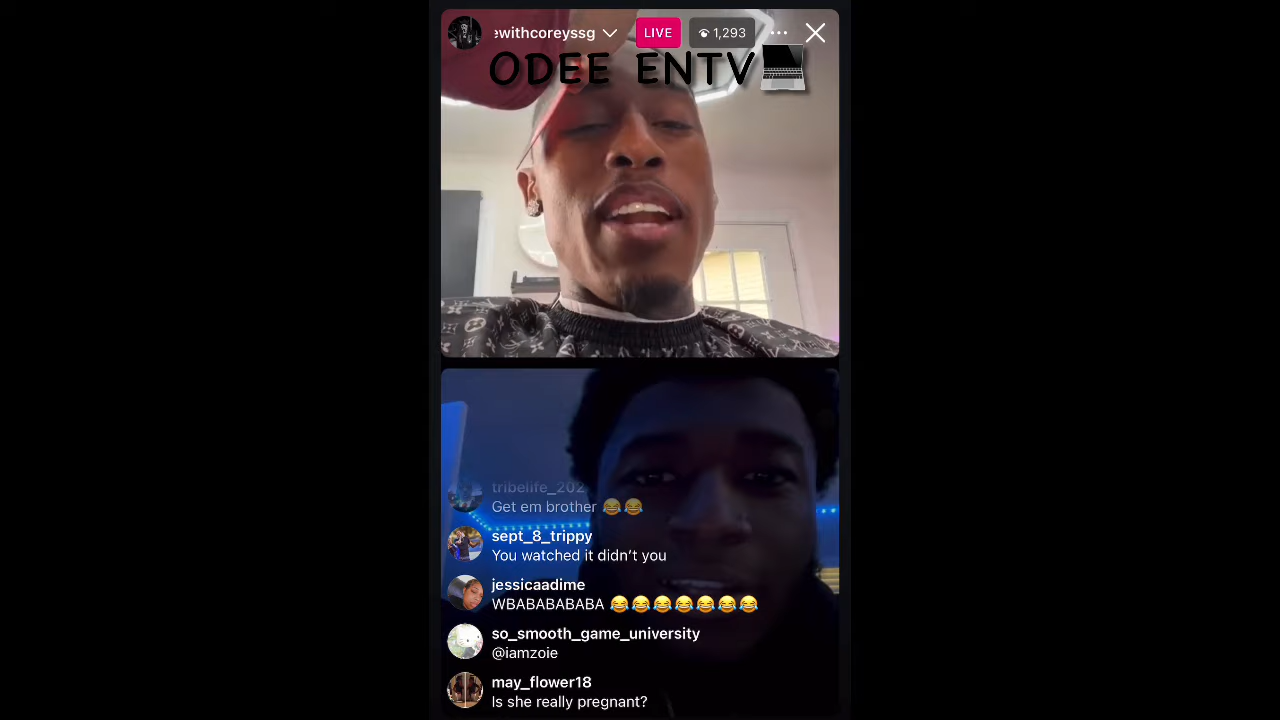 ewithcoreyssg
LIVE
1,293
ODEE ENTV💻
tribelife_202
Get em brother 😂😂
sept_8_trippy
You watched it didn’t you
jessicaadime
WBABABABABA 😂😂😂😂😂😂😂
so_smooth_game_university
@iamzoie
may_flower18
Is she really pregnant?